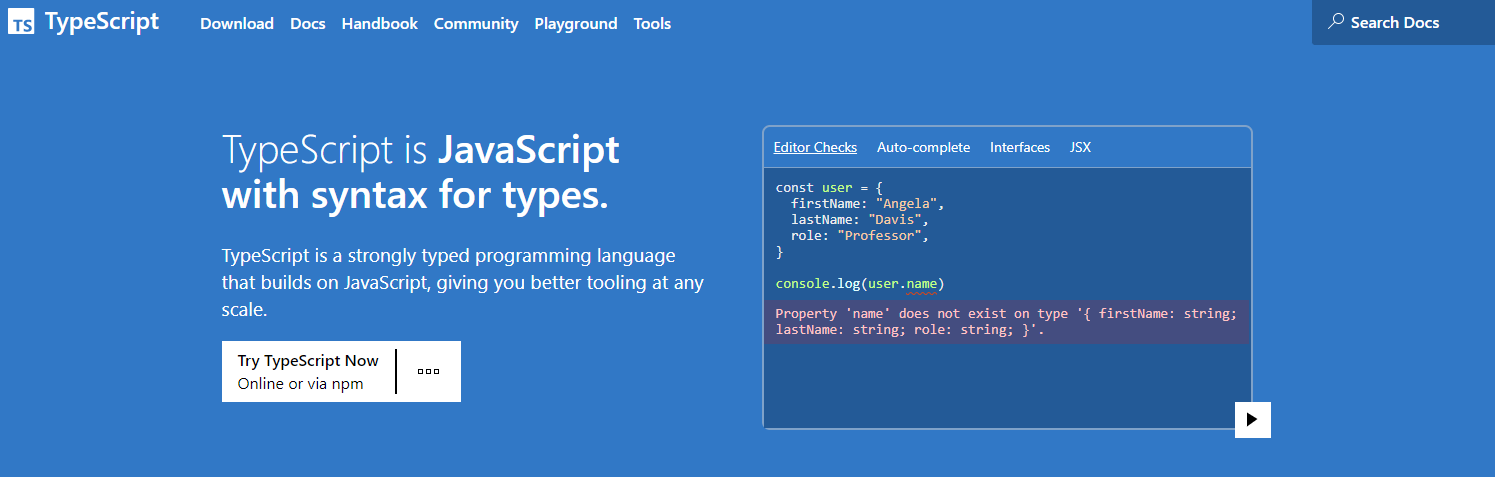 TS TypeScript Download Docs Handbook Community Playground Tools Search Docs
TypeScript is JavaScript
with syntax for types.
TypeScript is a strongly typed programming language
that builds on JavaScript, giving you better tooling at any
scale.
Try TypeScript Now
Online or via npm
Editor Checks Auto-complete Interfaces JSX
const user = {
  firstName: "Angela",
  lastName: "Davis",
  role: "Professor",
}
console.log(user.name)
Property 'name' does not exist on type '{ firstName: string;
lastName: string; role: string; }'.